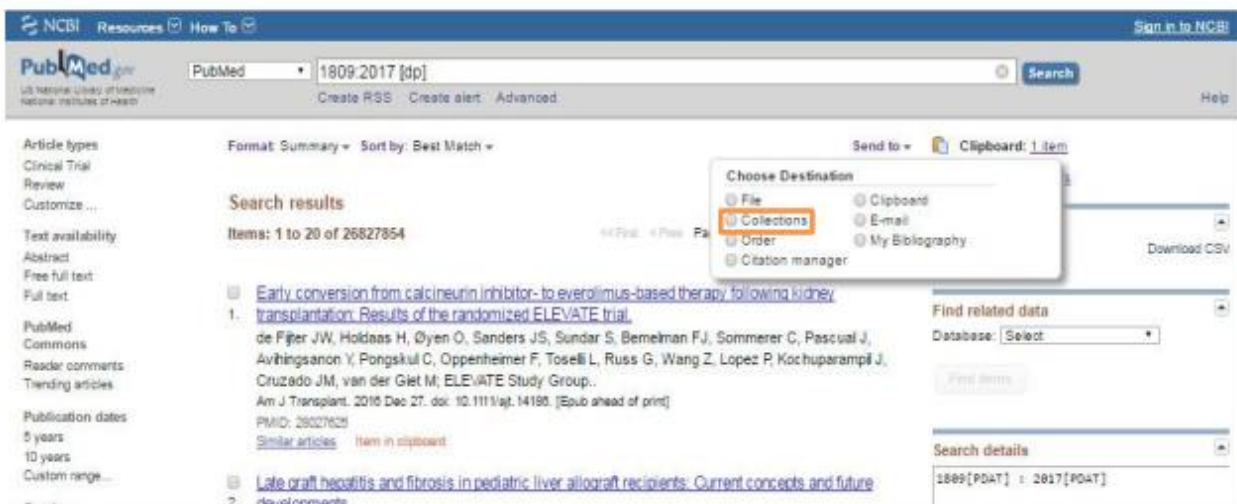 NCBI Resources How To Sign in to NCBI
PubMed.gov
US National Library of Medicine
National Institutes of Health
PubMed 1809:2017 [dp] Search
Create RSS Create alert Advanced Help
Article types
Clinical Trial
Review
Customize ...
Text availability
Abstract
Free full text
Full text
PubMed
Commons
Reader comments
Trending articles
Publication dates
5 years
10 years
Custom range...
Format: Summary Sort by: Best Match Send to
Search results
Items: 1 to 20 of 26827854 << First < Prev
Choose Destination
File Clipboard
Collections E-mail
Order My Bibliography
Citation manager
Early conversion from calcineurin inhibitor- to everolimus-based therapy following kidney
1. transplantation: Results of the randomized ELEVATE trial.
de Fijter JW, Holdaas H, Øyen O, Sanders JS, Sundar S, Bemelman FJ, Sommerer C, Pascual J,
Avihingsanon Y, Pongskul C, Oppenheimer F, Toselli L, Russ G, Wang Z, Lopez P, Kochuparampil J,
Cruzado JM, van der Giet M; ELEVATE Study Group..
Am J Transplant. 2016 Dec 27. doi: 10.1111/ajt.14186. [Epub ahead of print]
PMID: 28027625
Similar articles Item in clipboard
Late graft hepatitis and fibrosis in pediatric liver allograft recipients: Current concepts and future
2. developments.
Clipboard: 1 item
Download CSV
Find related data
Database: Select
Find items
Search details
1809[PDAT] : 2017[PDAT]